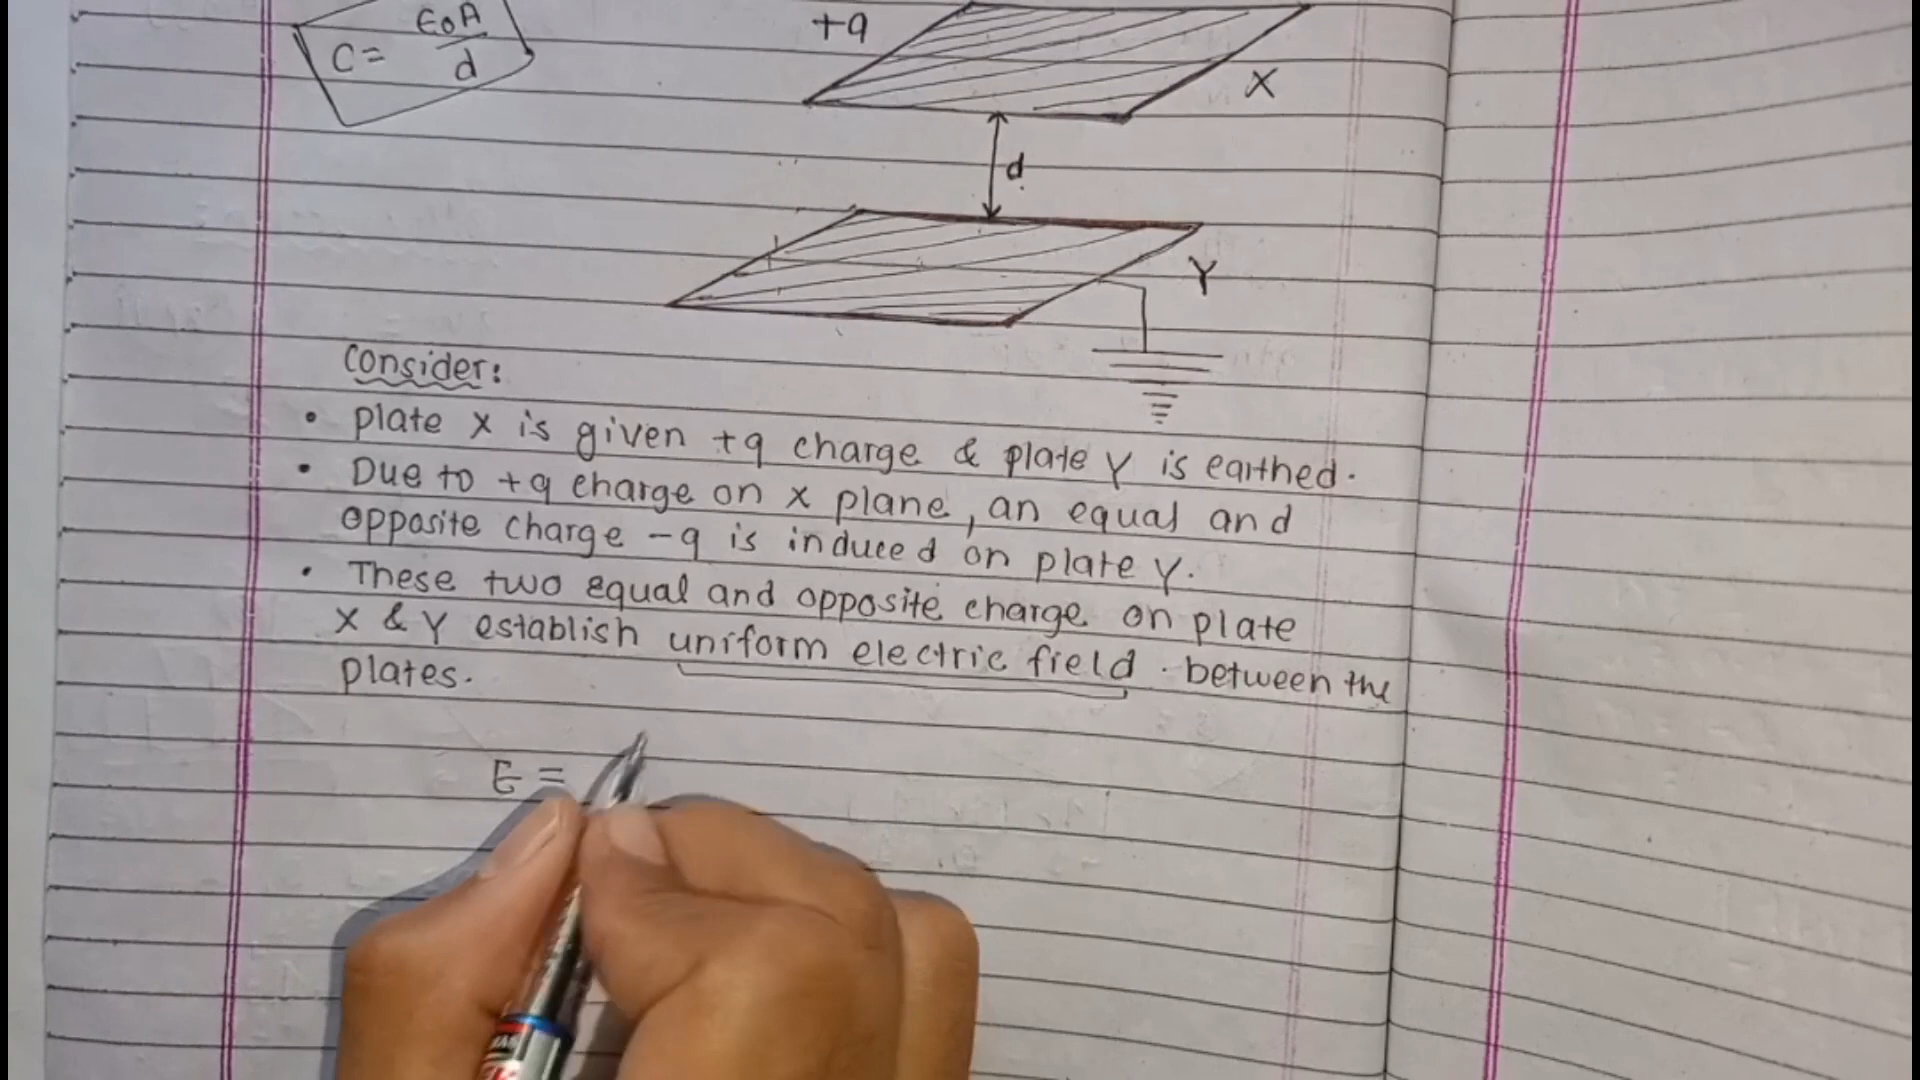 C = ε₀A/d
+q
X
d
Y
Consider:
• plate X is given +q charge & plate Y is earthed.
• Due to +q charge on X plane, an equal and
opposite charge -q is induced on plate Y.
• These two equal and opposite charge on plate
X & Y establish uniform electric field. between the
plates.
E =